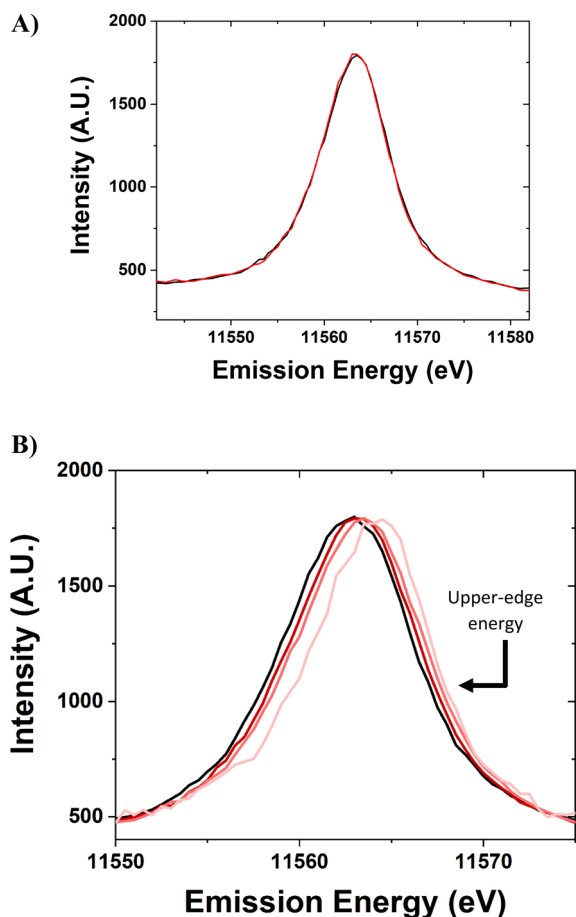 A)
2000
1500
1000
500
Intensity (A.U.)
11550
11560
11570
11580
Emission Energy (eV)
B)
2000
1500
1000
500
Intensity (A.U.)
Upper-edge
energy
11550
11560
11570
Emission Energy (eV)